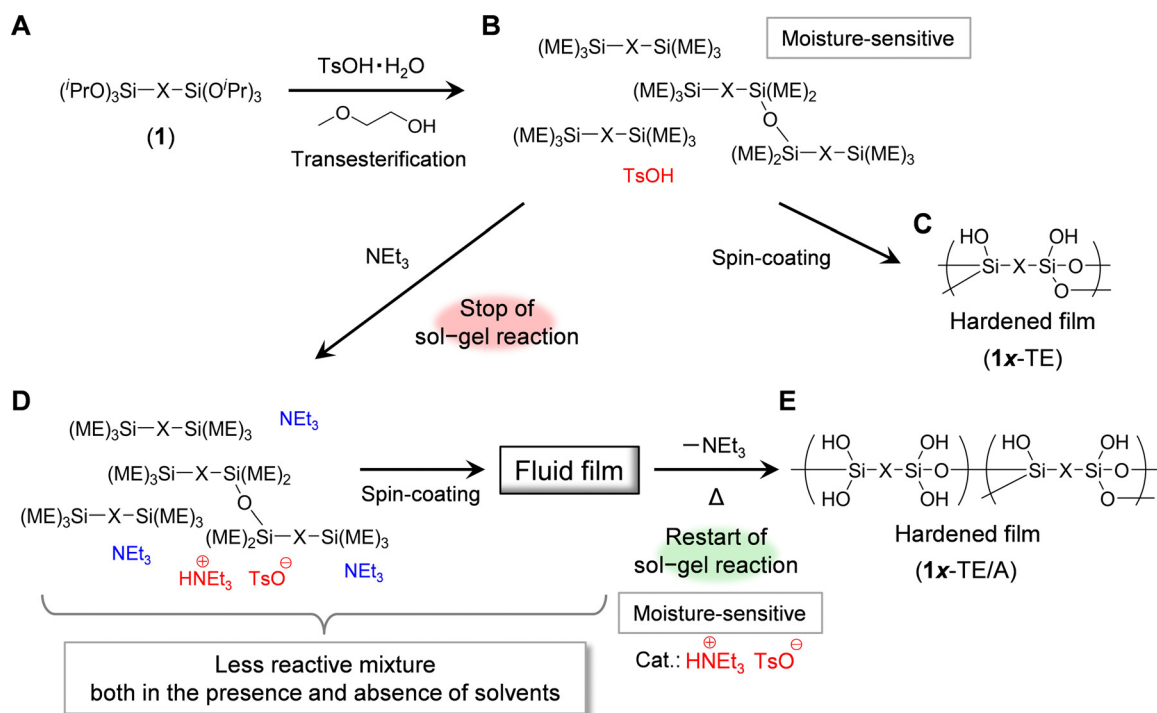 A
(ⁱPrO)₃Si—X—Si(OⁱPr)₃
(1)
TsOH·H₂O
O
OH
Transesterification
B
(ME)₃Si—X—Si(ME)₃
Moisture-sensitive
(ME)₃Si—X—Si(ME)₂
O
(ME)₃Si—X—Si(ME)₃
(ME)₂Si—X—Si(ME)₃
TsOH
NEt₃
Stop of
sol−gel reaction
Spin-coating
C
HO
OH
Si—X—Si—O
O
Hardened film
(1x-TE)
D
(ME)₃Si—X—Si(ME)₃
NEt₃
(ME)₃Si—X—Si(ME)₂
O
(ME)₃Si—X—Si(ME)₃
(ME)₂Si—X—Si(ME)₃
NEt₃
⊕
HNEt₃ TsO⊖
NEt₃
Less reactive mixture
both in the presence and absence of solvents
Spin-coating
Fluid film
—NEt₃
Δ
Restart of
sol−gel reaction
Moisture-sensitive
⊕
Cat.: HNEt₃ TsO⊖
E
HO OH HO OH
Si—X—Si—O Si—X—Si—O
HO OH O
Hardened film
(1x-TE/A)